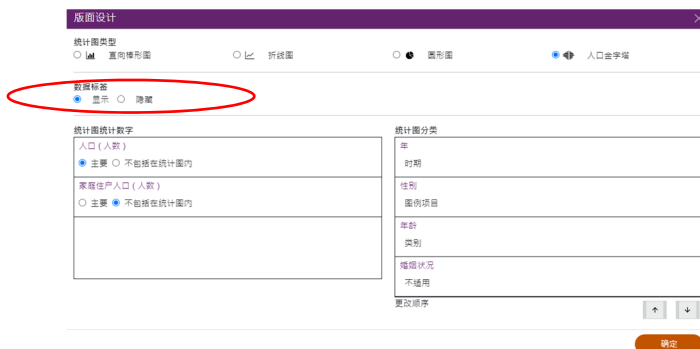 版面设计
统计图类型
直向棒形图 折线图 圆形图 人口金字塔
数据标签
显示 隐藏
统计图统计数字
人口 ( 人数 )
主要 不包括在统计图内
家庭住户人口 ( 人数 )
主要 不包括在统计图内
统计图分类
年
时期
性别
图例项目
年龄
类别
婚姻状况
不适用
更改顺序
确定